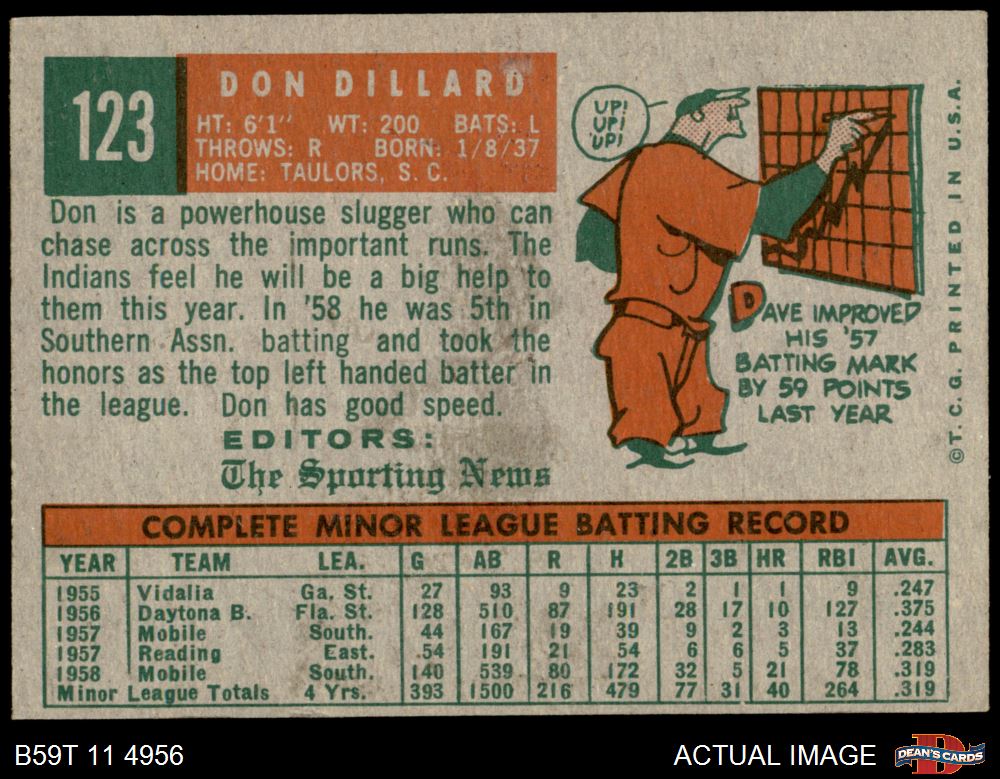 123
DON DILLARD
HT: 6'1" WT: 200 BATS: L
THROWS: R BORN: 1/8/37
HOME: TAULORS, S. C.
Don is a powerhouse slugger who can
chase across the important runs. The
Indians feel he will be a big help to
them this year. In '58 he was 5th in
Southern Assn. batting and took the
honors as the top left handed batter in
the league. Don has good speed.
EDITORS:
The Sporting News
UP!
UP!
UP!
DAVE IMPROVED
HIS '57
BATTING MARK
BY 59 POINTS
LAST YEAR
©T. C. G. PRINTED IN U.S.A.
COMPLETE MINOR LEAGUE BATTING RECORD
YEAR TEAM LEA. G AB R H 2B 3B HR RBI AVG.
1955 Vidalia Ga. St. 27 93 9 23 2 1 1 9 .247
1956 Daytona B. Fla. St. 128 510 87 191 28 17 10 127 .375
1957 Mobile South. 44 167 19 39 9 2 3 13 .244
1957 Reading East. 54 191 21 54 6 6 5 37 .283
1958 Mobile South. 140 539 80 172 32 5 21 78 .319
Minor League Totals 4 Yrs. 393 1500 216 479 77 31 40 264 .319
B59T 11 4956
ACTUAL IMAGE
DEAN'S CARDS